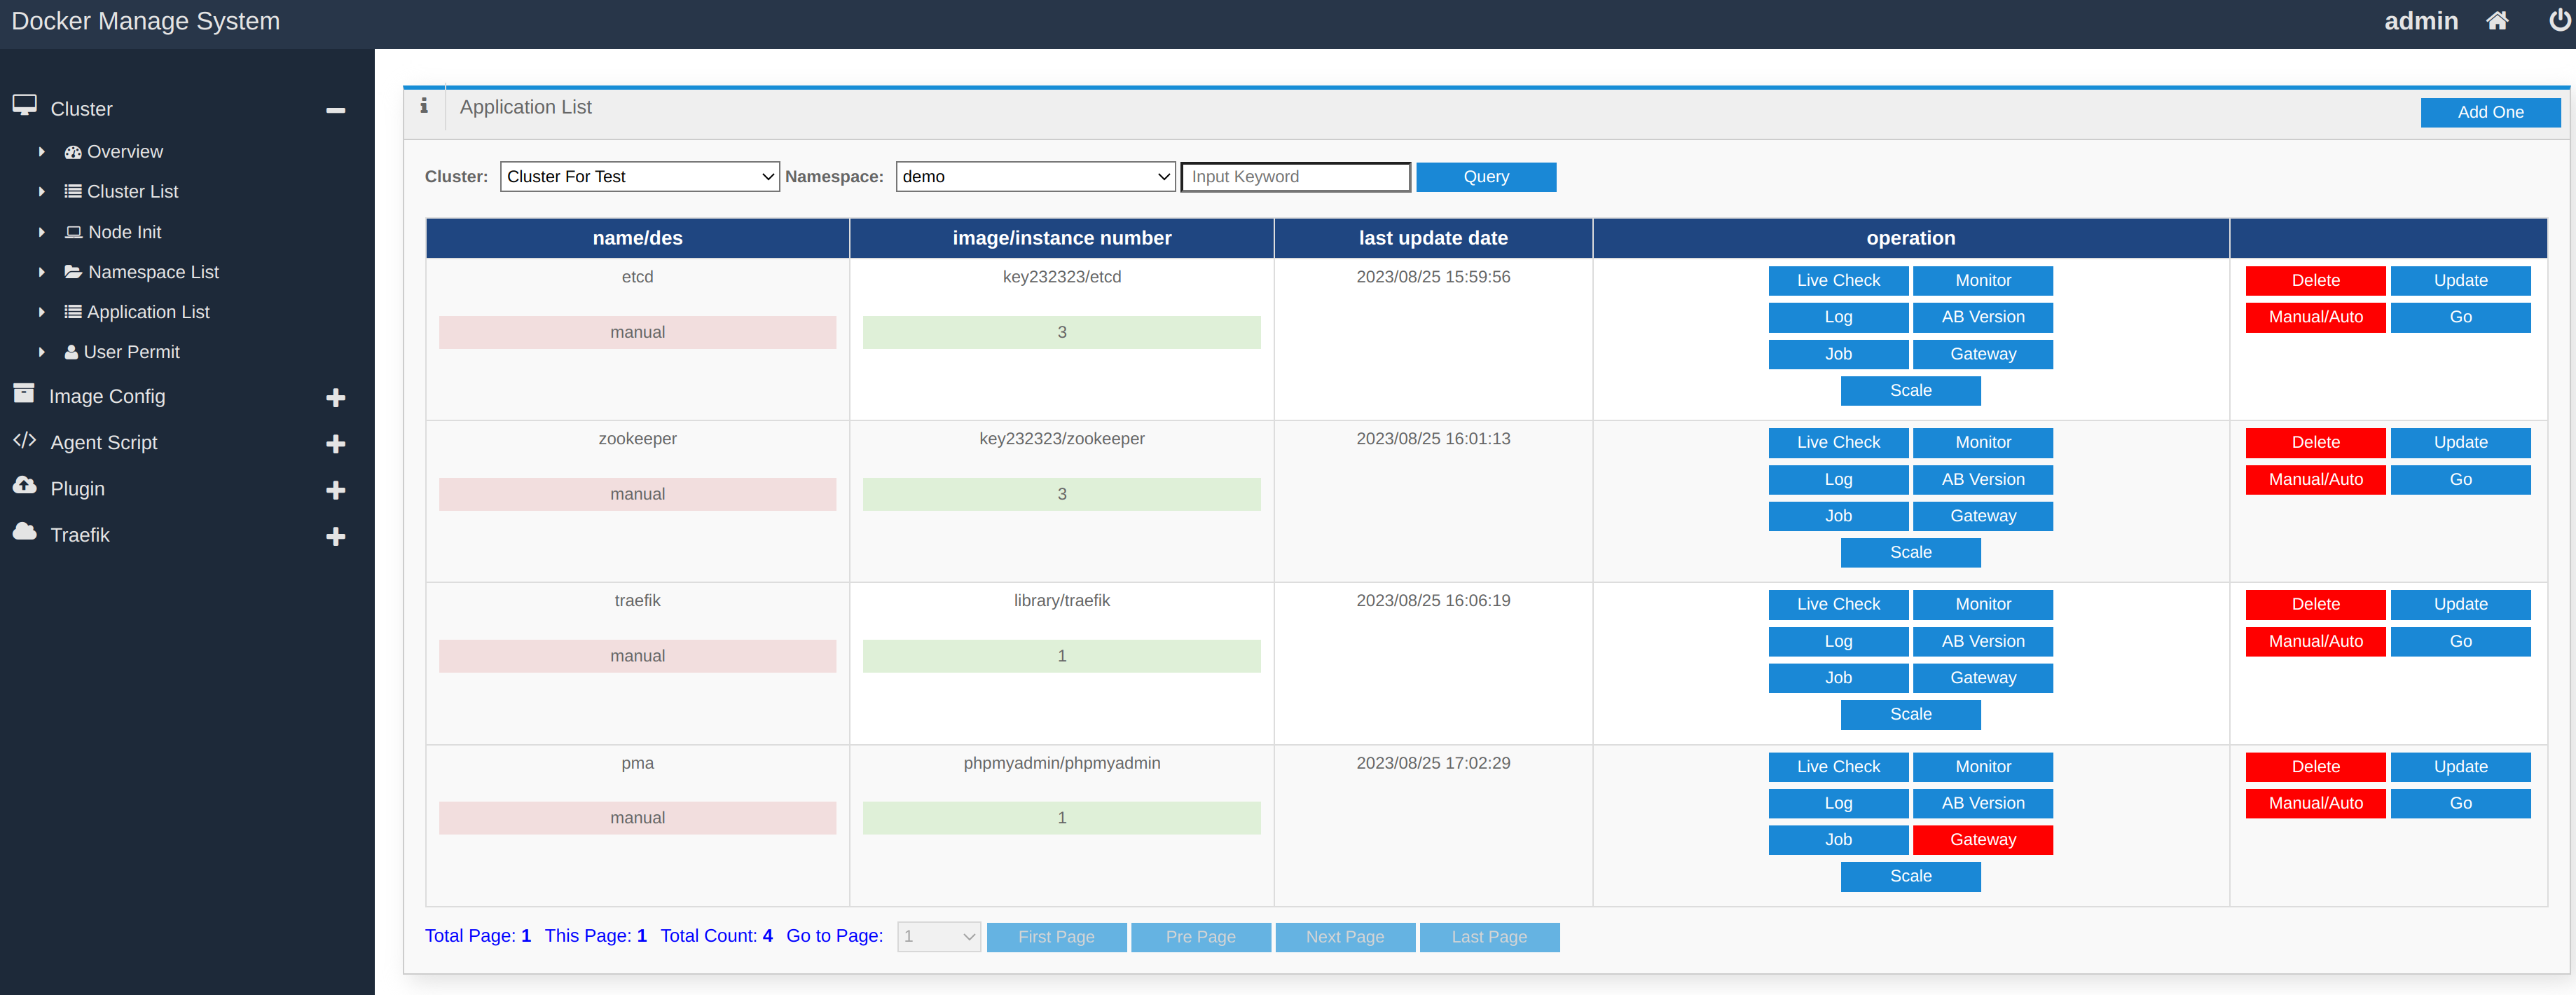 Docker Manage System
admin
Cluster
Overview
Cluster List
Node Init
Namespace List
Application List
User Permit
Image Config
Agent Script
Plugin
Traefik
Application List
Add One
Cluster: Cluster For Test Namespace: demo Input Keyword Query
name/des image/instance number last update date operation
etcd key232323/etcd 2023/08/25 15:59:56 Live Check Monitor Delete Update
manual 3 Log AB Version Manual/Auto Go
Job Gateway
Scale
zookeeper key232323/zookeeper 2023/08/25 16:01:13 Live Check Monitor Delete Update
manual 3 Log AB Version Manual/Auto Go
Job Gateway
Scale
traefik library/traefik 2023/08/25 16:06:19 Live Check Monitor Delete Update
manual 1 Log AB Version Manual/Auto Go
Job Gateway
Scale
pma phpmyadmin/phpmyadmin 2023/08/25 17:02:29 Live Check Monitor Delete Update
manual 1 Log AB Version Manual/Auto Go
Job Gateway
Scale
Total Page: 1 This Page: 1 Total Count: 4 Go to Page: 1 First Page Pre Page Next Page Last Page